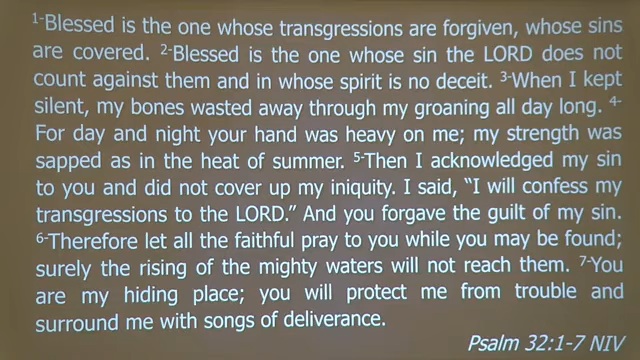 1-Blessed is the one whose transgressions are forgiven, whose sins
are covered. 2-Blessed is the one whose sin the LORD does not
count against them and in whose spirit is no deceit. 3-When I kept
silent, my bones wasted away through my groaning all day long. 4-
For day and night your hand was heavy on me; my strength was
sapped as in the heat of summer. 5-Then I acknowledged my sin
to you and did not cover up my iniquity. I said, “I will confess my
transgressions to the LORD.” And you forgave the guilt of my sin.
6-Therefore let all the faithful pray to you while you may be found;
surely the rising of the mighty waters will not reach them. 7-You
are my hiding place; you will protect me from trouble and
surround me with songs of deliverance.
Psalm 32:1-7 NIV